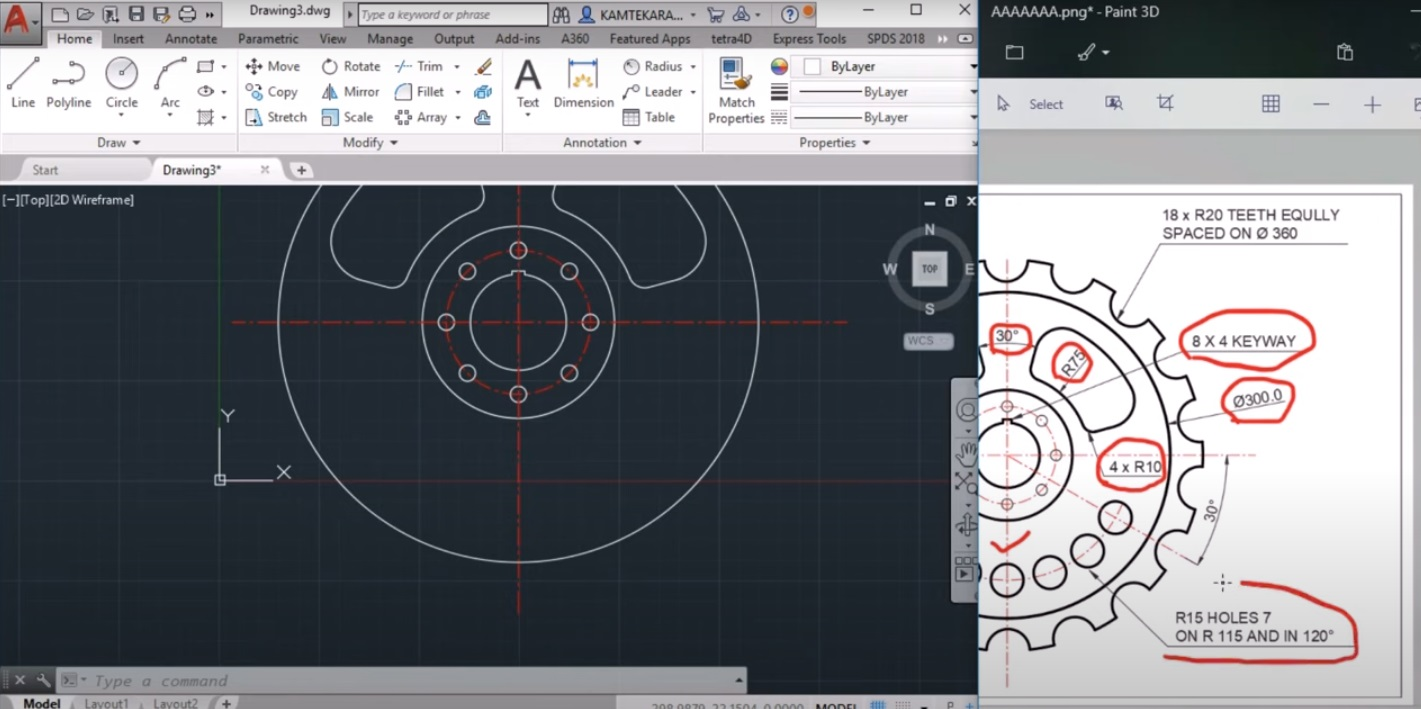 Drawing3.dwg
Type a keyword or phrase
KAMTEKARA...
Home Insert Annotate Parametric View Manage Output Add-ins A360 Featured Apps tetra4D Express Tools SPDS 2018
Line Polyline Circle Arc
Draw
Move Rotate Trim
Copy Mirror Fillet
Stretch Scale Array
Modify
A
Text Dimension
Radius
Leader
Table
Annotation
Match
Properties
ByLayer
ByLayer
ByLayer
Properties
Start Drawing3*
[−][Top][2D Wireframe]
N
W TOP E
S
WCS
Y
X
Type a command
Model Layout1 Layout2 +
MODEL
AAAAAAA.png* - Paint 3D
Select
18 x R20 TEETH EQULLY
SPACED ON Ø 360
30°
R75
8 X 4 KEYWAY
Ø300.0
4 x R10
30°
R15 HOLES 7
ON R 115 AND IN 120°